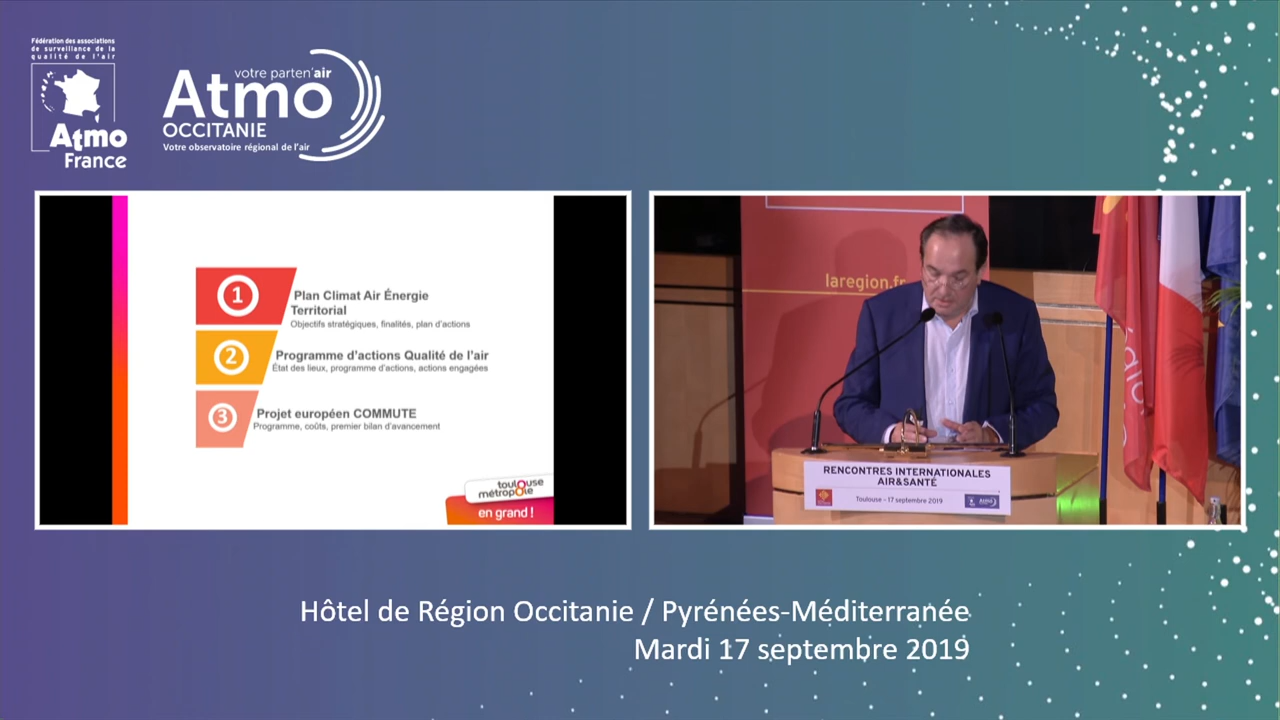 Fédération des associations
de surveillance de la
qualité de l'air
Atmo
France
votre parten'air
Atmo
OCCITANIE
Votre observatoire régional de l'air
1
Plan Climat Air Énergie
Territorial
Objectifs stratégiques, finalités, plan d'actions
2
Programme d'actions Qualité de l'air
État des lieux, programme d'actions, actions engagées
3
Projet européen COMMUTE
Programme, coûts, premier bilan d'avancement
toulouse
métropole
en grand !
laregion.fr
RENCONTRES INTERNATIONALES
AIR&SANTÉ
Toulouse - 17 septembre 2019
Hôtel de Région Occitanie / Pyrénées-Méditerranée
Mardi 17 septembre 2019